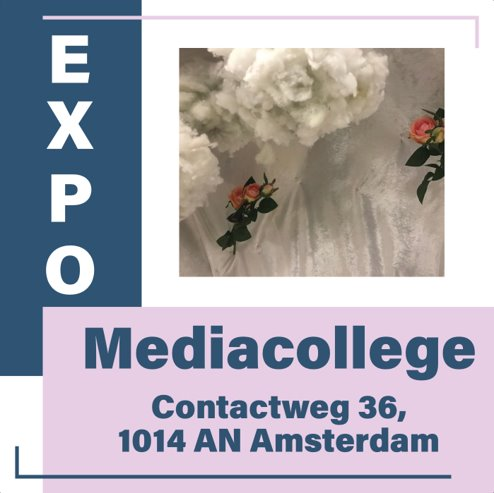 EXPO
Mediacollege
Contactweg 36,
1014 AN Amsterdam